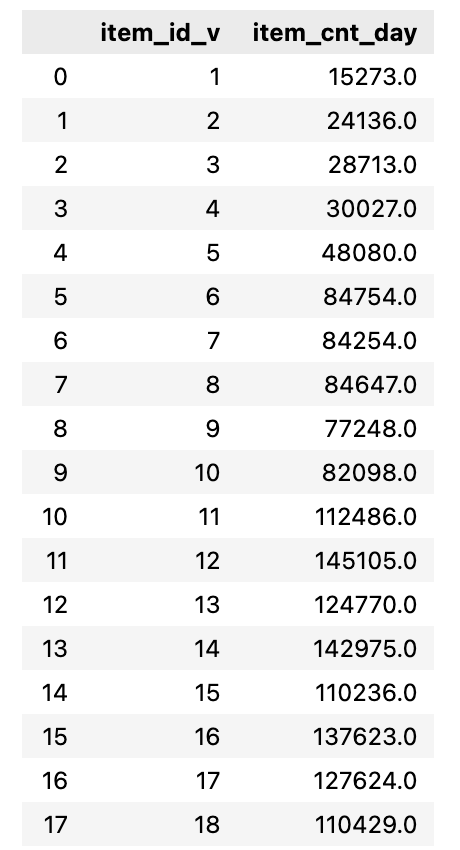 item_id_v item_cnt_day
0 1 15273.0
1 2 24136.0
2 3 28713.0
3 4 30027.0
4 5 48080.0
5 6 84754.0
6 7 84254.0
7 8 84647.0
8 9 77248.0
9 10 82098.0
10 11 112486.0
11 12 145105.0
12 13 124770.0
13 14 142975.0
14 15 110236.0
15 16 137623.0
16 17 127624.0
17 18 110429.0